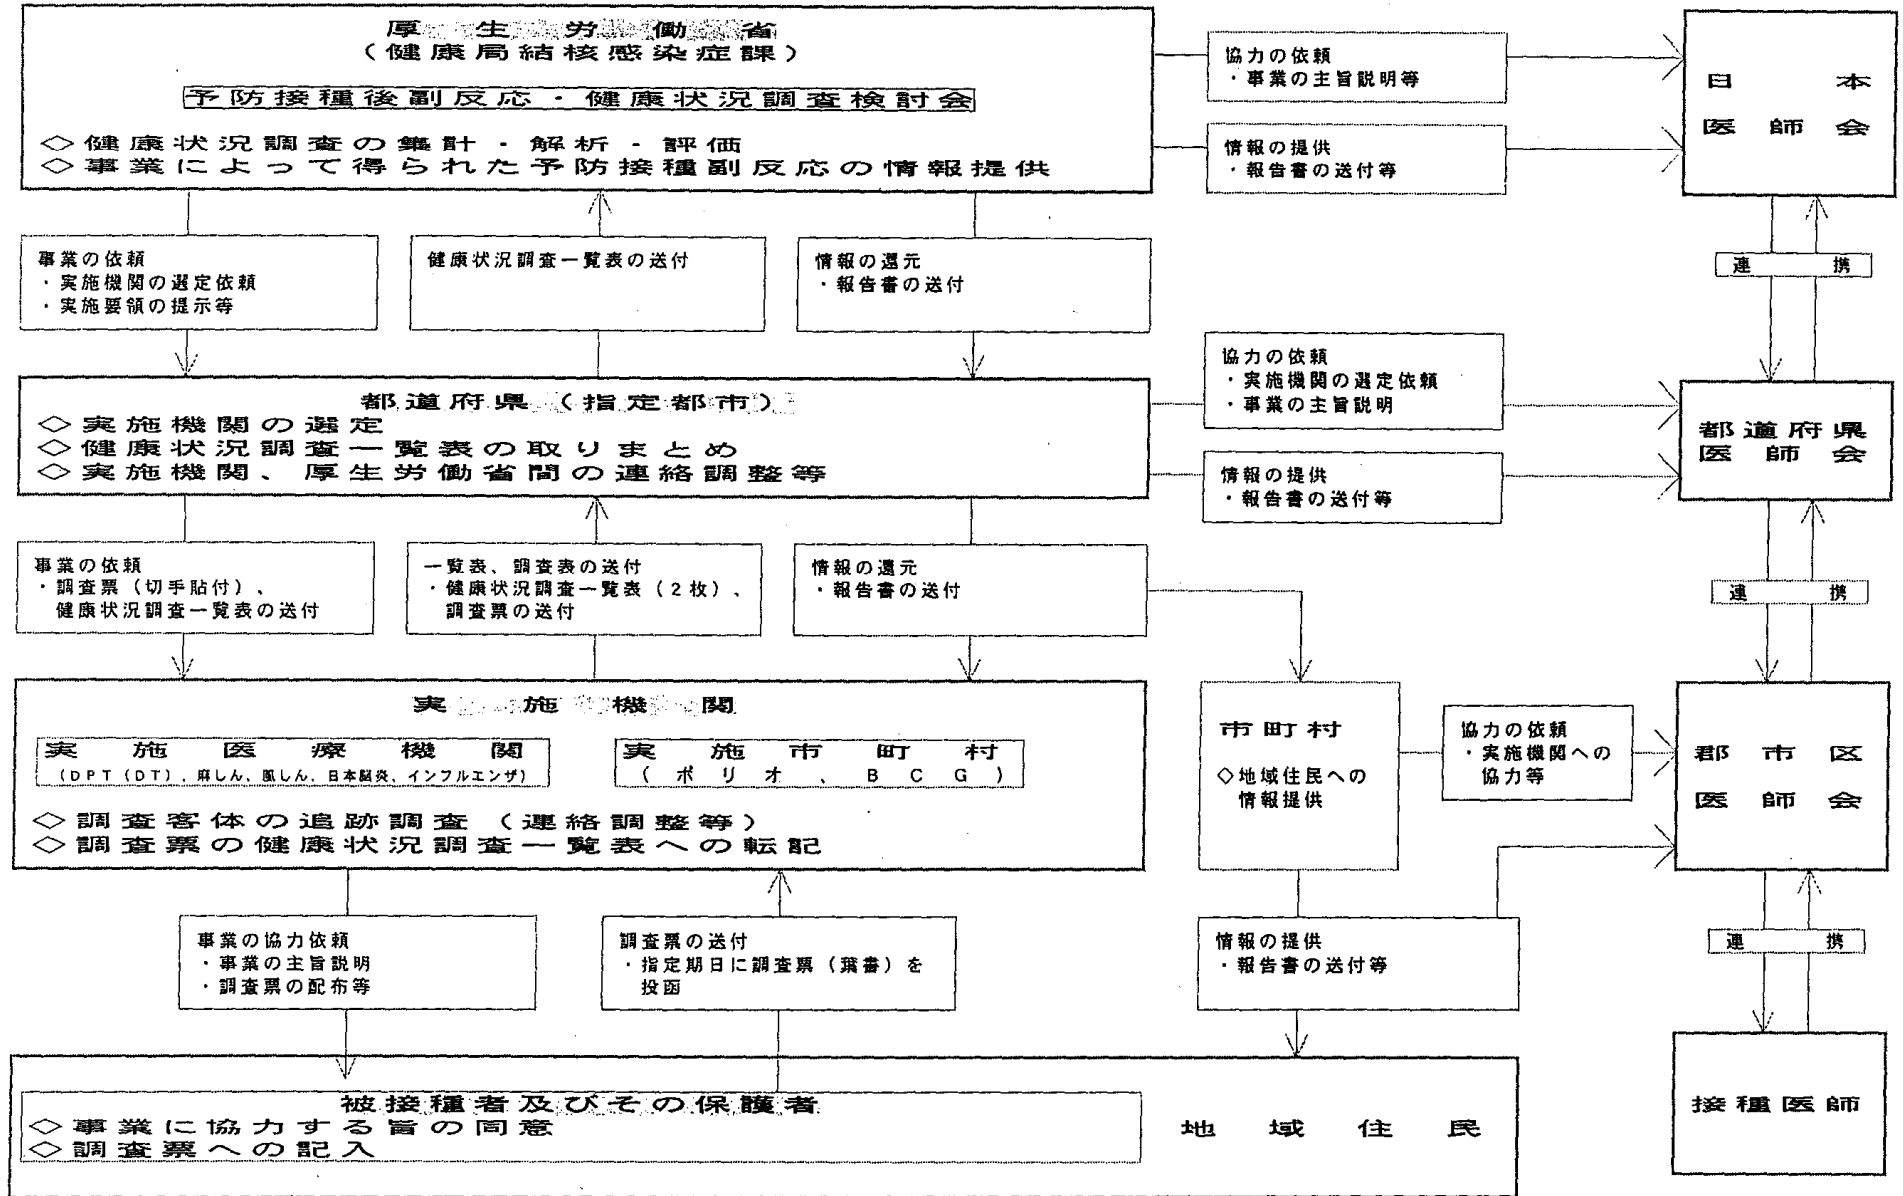 厚生労働省
(健康局結核感染症課)
予防接種後副反応・健康状況調査検討会
◇健康状況調査の集計・解析・評価
◇事業によって得られた予防接種副反応の情報提供
協力の依頼
・事業の主旨説明等
情報の提供
・報告書の送付等
日本
医師会
事業の依頼
・実施機関の選定依頼
・実施要領の提示等
健康状況調査一覧表の送付
情報の還元
・報告書の送付
連携
都道府県(指定都市)
◇実施機関の選定
◇健康状況調査一覧表の取りまとめ
◇実施機関、厚生労働省間の連絡調整等
協力の依頼
・実施機関の選定依頼
・事業の主旨説明
情報の提供
・報告書の送付等
都道府県
医師会
事業の依頼
・調査票(切手貼付)、
健康状況調査一覧表の送付
一覧表、調査表の送付
・健康状況調査一覧表(2枚)、
調査票の送付
情報の還元
・報告書の送付
連携
実施機関
実施医療機関
(DPT(DT)、麻しん、風しん、日本脳炎、インフルエンザ)
実施市町村
(ポリオ、BCG)
◇調査客体の追跡調査(連絡調整等)
◇調査票の健康状況調査一覧表への転記
市町村
◇地域住民への
情報提供
協力の依頼
・実施機関への
協力等
郡市区
医師会
事業の協力依頼
・事業の主旨説明
・調査票の配布等
調査票の送付
・指定期日に調査票(葉書)を
投函
情報の提供
・報告書の送付等
連携
被接種者及びその保護者
◇事業に協力する旨の同意
◇調査票への記入
地域住民
接種医師